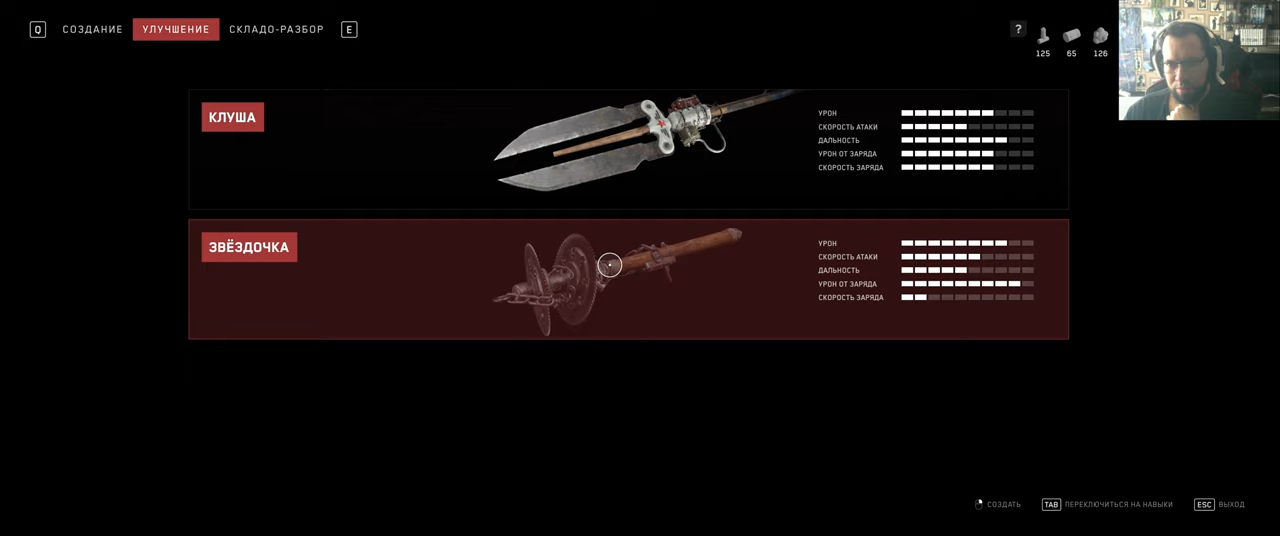 Q СОЗДАНИЕ УЛУЧШЕНИЕ СКЛАДО-РАЗБОР E
?
125 65 126
КЛУША
УРОН
СКОРОСТЬ АТАКИ
ДАЛЬНОСТЬ
УРОН ОТ ЗАРЯДА
СКОРОСТЬ ЗАРЯДА
ЗВЁЗДОЧКА
УРОН
СКОРОСТЬ АТАКИ
ДАЛЬНОСТЬ
УРОН ОТ ЗАРЯДА
СКОРОСТЬ ЗАРЯДА
СОЗДАТЬ TAB ПЕРЕКЛЮЧИТЬСЯ НА НАВЫКИ ESC ВЫХОД